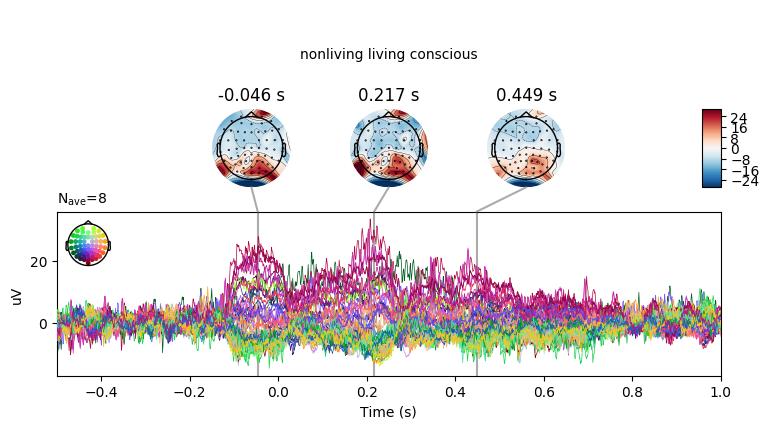 nonliving living conscious
-0.046 s 0.217 s 0.449 s
24
16
8
0
−8
−16
−24
Nave=8
20
0
uV
−0.4 −0.2 0.0 0.2 0.4 0.6 0.8 1.0
Time (s)